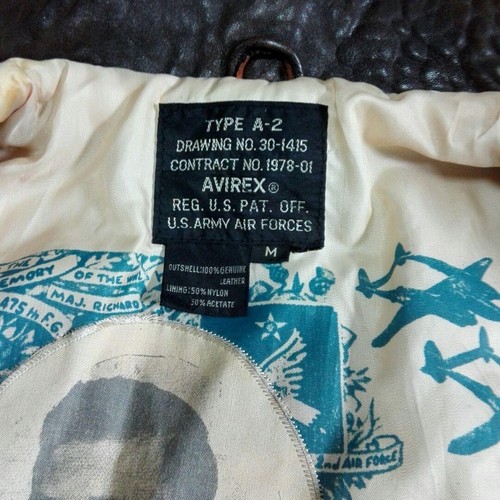 TYPE A-2
DRAWING NO. 30-1415
CONTRACT NO. 1978-01
AVIREX®
REG. U.S. PAT. OFF.
U.S. ARMY AIR FORCES
M
OUTSHELL:100%GENUINE
LEATHER
LINING:50%NYLON
50%ACETATE
MEMORY OF THE
MAJ. RICHARD
475th F.G
2nd AIR FORCE